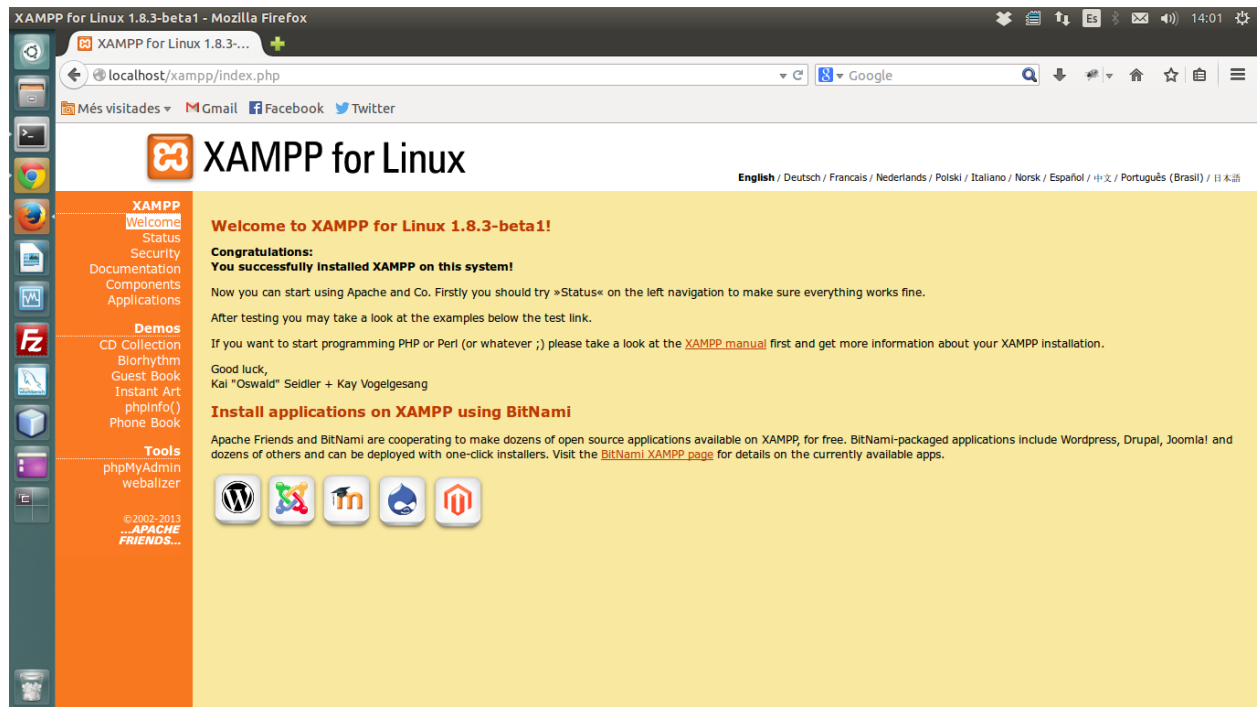 XAMPP for Linux 1.8.3-beta1 - Mozilla Firefox
Es
14:01
XAMPP for Linux 1.8.3-...
localhost/xampp/index.php
Google
Més visitades
Gmail
Facebook
Twitter
XAMPP for Linux
English / Deutsch / Francais / Nederlands / Polski / Italiano / Norsk / Español / 中文 / Português (Brasil) / 日本語
XAMPP
Welcome
Status
Security
Documentation
Components
Applications
Demos
CD Collection
Biorhythm
Guest Book
Instant Art
phpinfo()
Phone Book
Tools
phpMyAdmin
webalizer
©2002-2013
...APACHE
FRIENDS...
Welcome to XAMPP for Linux 1.8.3-beta1!
Congratulations:
You successfully installed XAMPP on this system!
Now you can start using Apache and Co. Firstly you should try »Status« on the left navigation to make sure everything works fine.
After testing you may take a look at the examples below the test link.
If you want to start programming PHP or Perl (or whatever ;) please take a look at the XAMPP manual first and get more information about your XAMPP installation.
Good luck,
Kai "Oswald" Seidler + Kay Vogelgesang
Install applications on XAMPP using BitNami
Apache Friends and BitNami are cooperating to make dozens of open source applications available on XAMPP, for free. BitNami-packaged applications include Wordpress, Drupal, Joomla! and
dozens of others and can be deployed with one-click installers. Visit the BitNami XAMPP page for details on the currently available apps.